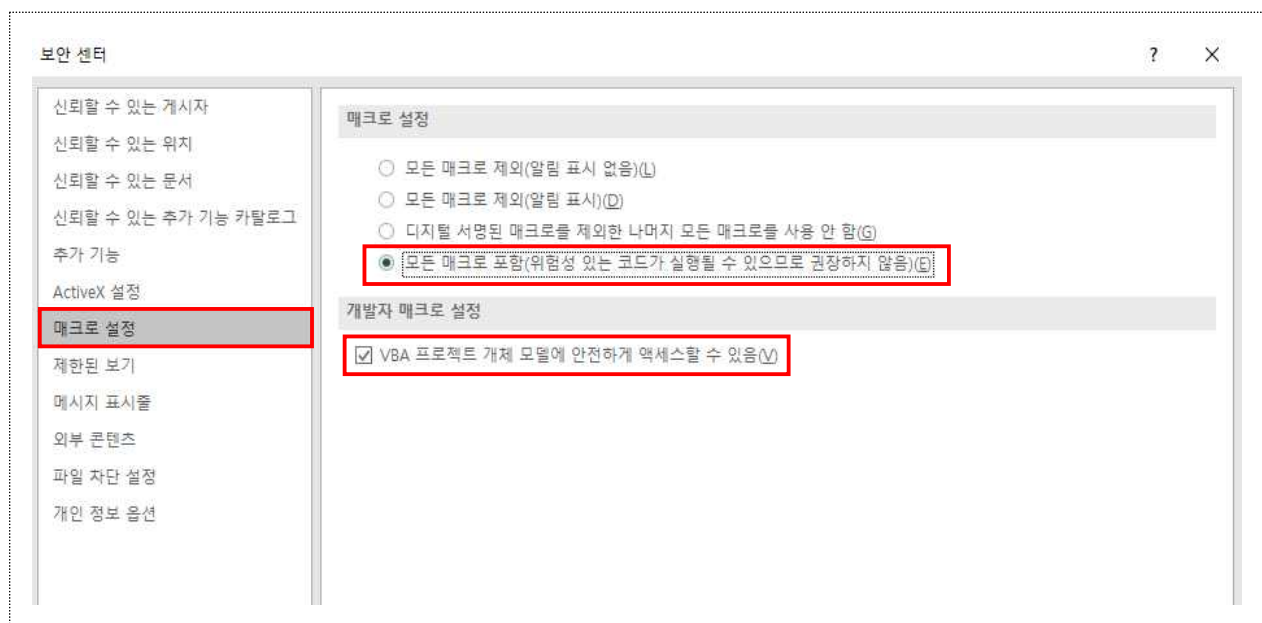 보안 센터
?
×
신뢰할 수 있는 게시자
신뢰할 수 있는 위치
신뢰할 수 있는 문서
신뢰할 수 있는 추가 기능 카탈로그
추가 기능
ActiveX 설정
매크로 설정
제한된 보기
메시지 표시줄
외부 콘텐츠
파일 차단 설정
개인 정보 옵션
매크로 설정
모든 매크로 제외(알림 표시 없음)(L)
모든 매크로 제외(알림 표시)(D)
디지털 서명된 매크로를 제외한 나머지 모든 매크로를 사용 안 함(G)
모든 매크로 포함(위험성 있는 코드가 실행될 수 있으므로 권장하지 않음)(E)
개발자 매크로 설정
VBA 프로젝트 개체 모델에 안전하게 액세스할 수 있음(V)